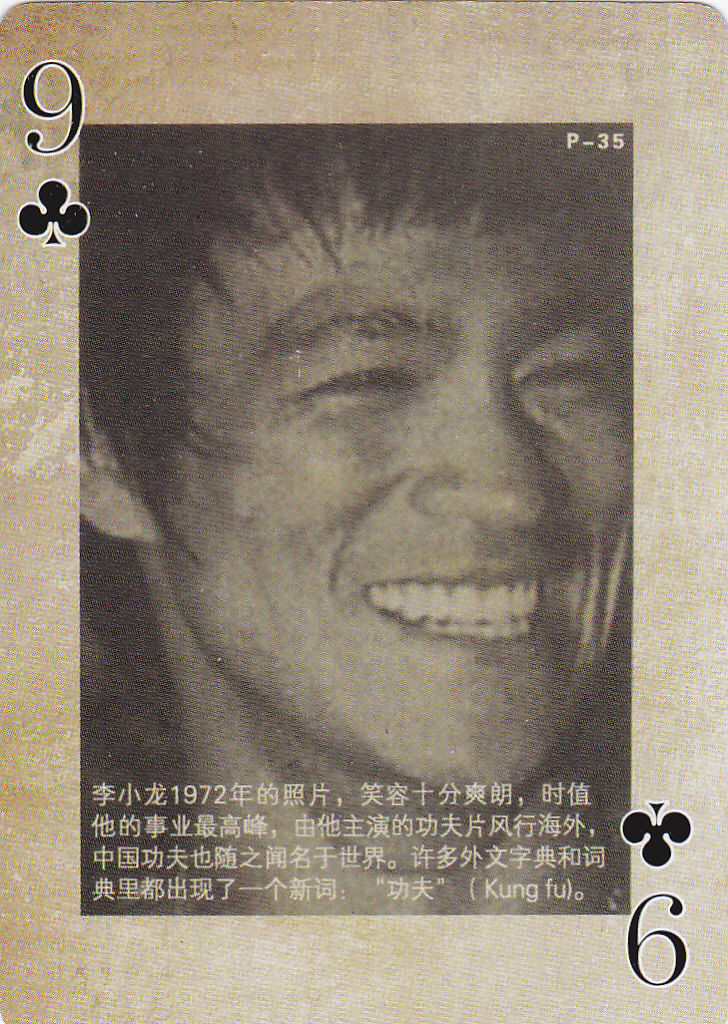 9
P-35
李小龙1972年的照片，笑容十分爽朗，时值
他的事业最高峰，由他主演的功夫片风行海外，
中国功夫也随之闻名于世界。许多外文字典和词
典里都出现了一个新词：“功夫”（Kung fu)。
9